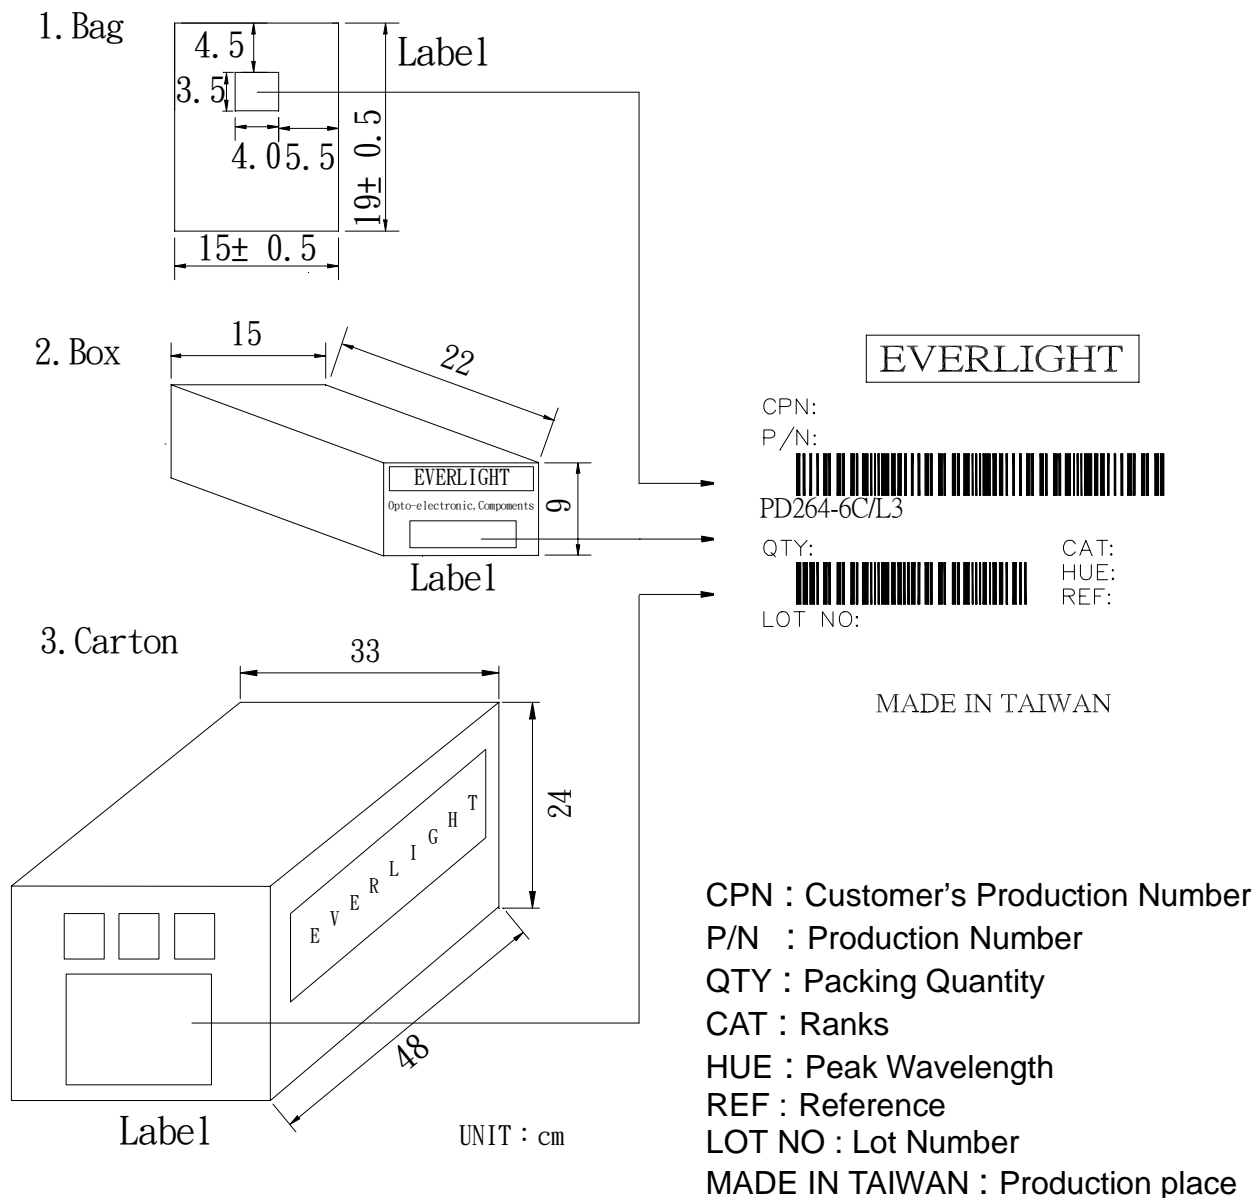 1. Bag
4.5
Label
3.5
4.0 5.5
19± 0.5
15± 0.5
2. Box
15
22
EVERLIGHT
Opto-electronic, Compoments
9
Label
3. Carton
33
24
EVERLIGHT
48
Label
UNIT：cm
EVERLIGHT
CPN:
P/N:
PD264-6C/L3
QTY:
CAT:
HUE:
REF:
LOT NO:
MADE IN TAIWAN
CPN：Customer's Production Number
P/N ：Production Number
QTY：Packing Quantity
CAT：Ranks
HUE：Peak Wavelength
REF : Reference
LOT NO : Lot Number
MADE IN TAIWAN：Production place